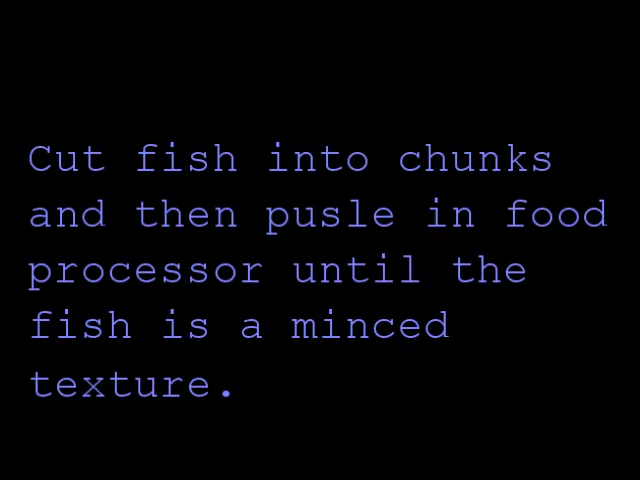 Cut fish into chunks
and then pusle in food
processor until the
fish is a minced
texture.